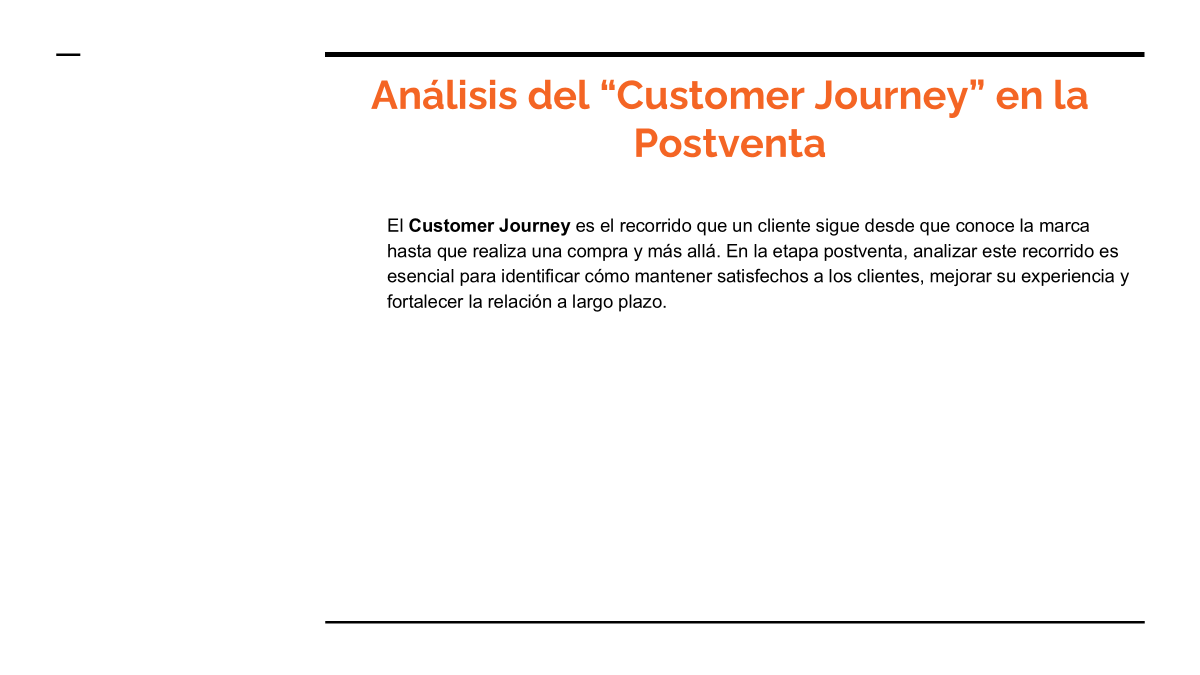 Análisis del “Customer Journey” en la
Postventa
El Customer Journey es el recorrido que un cliente sigue desde que conoce la marca
hasta que realiza una compra y más allá. En la etapa postventa, analizar este recorrido es
esencial para identificar cómo mantener satisfechos a los clientes, mejorar su experiencia y
fortalecer la relación a largo plazo.